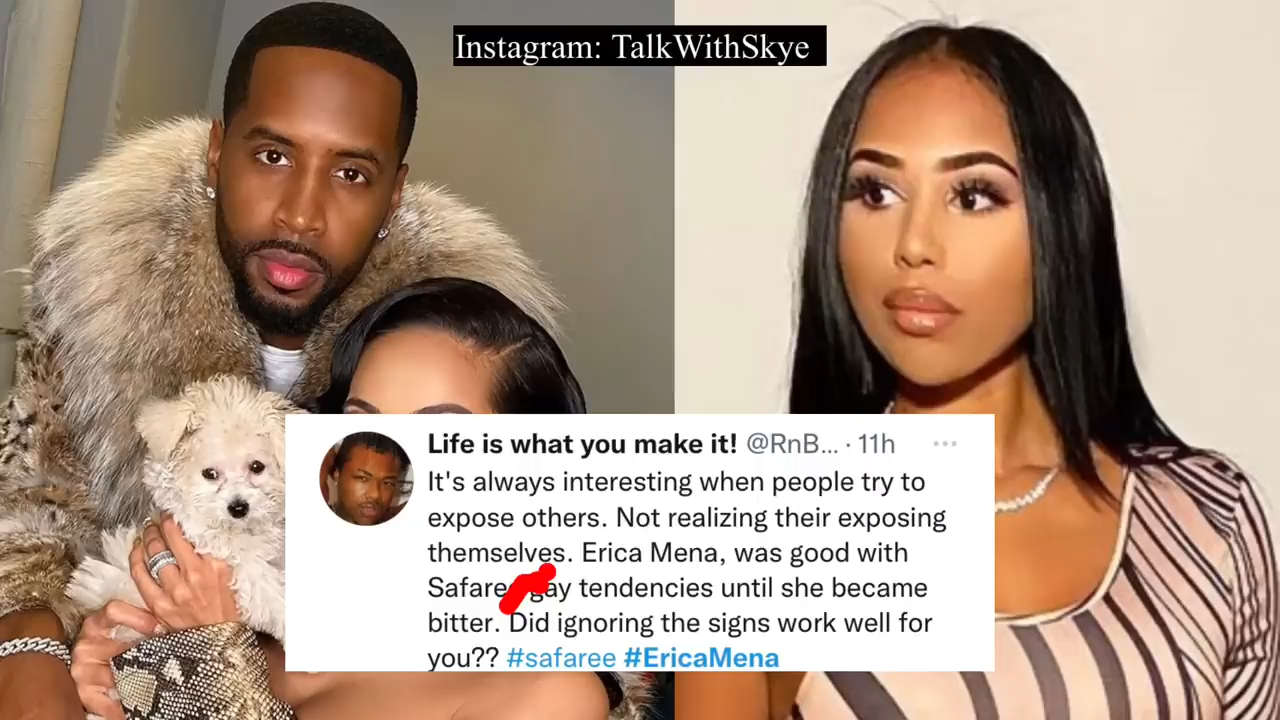 Instagram: TalkWithSkye
Life is what you make it! @RnB... · 11h
It's always interesting when people try to
expose others. Not realizing their exposing
themselves. Erica Mena, was good with
Safaree gay tendencies until she became
bitter. Did ignoring the signs work well for
you?? #safaree #EricaMena